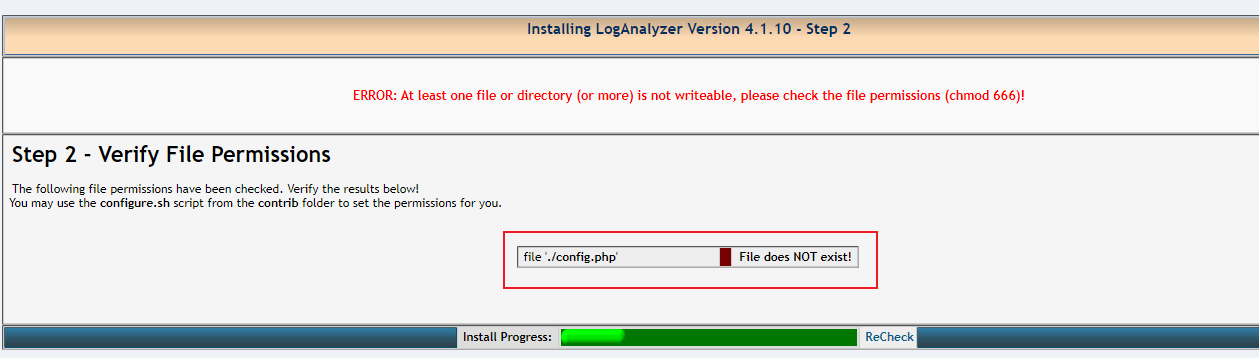 Installing LogAnalyzer Version 4.1.10 - Step 2
ERROR: At least one file or directory (or more) is not writeable, please check the file permissions (chmod 666)!
Step 2 - Verify File Permissions
The following file permissions have been checked. Verify the results below!
You may use the configure.sh script from the contrib folder to set the permissions for you.
file './config.php' File does NOT exist!
Install Progress: ReCheck